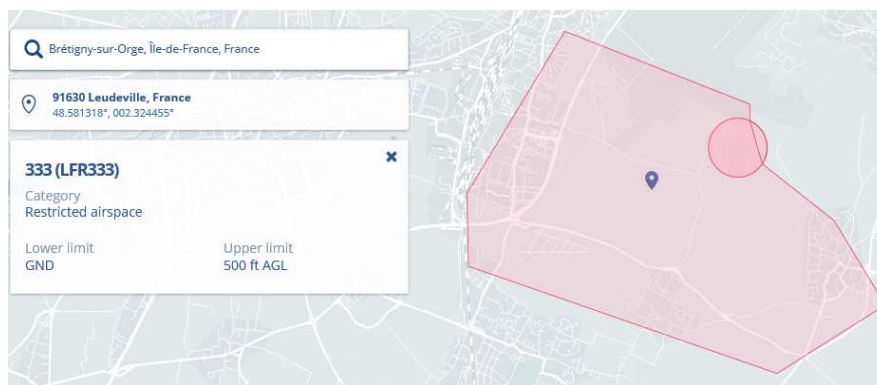 Brétigny-sur-Orge, Île-de-France, France
91630 Leudeville, France
48.581318°, 002.324455°
333 (LFR333)
Category
Restricted airspace
Lower limit
Upper limit
GND
500 ft AGL